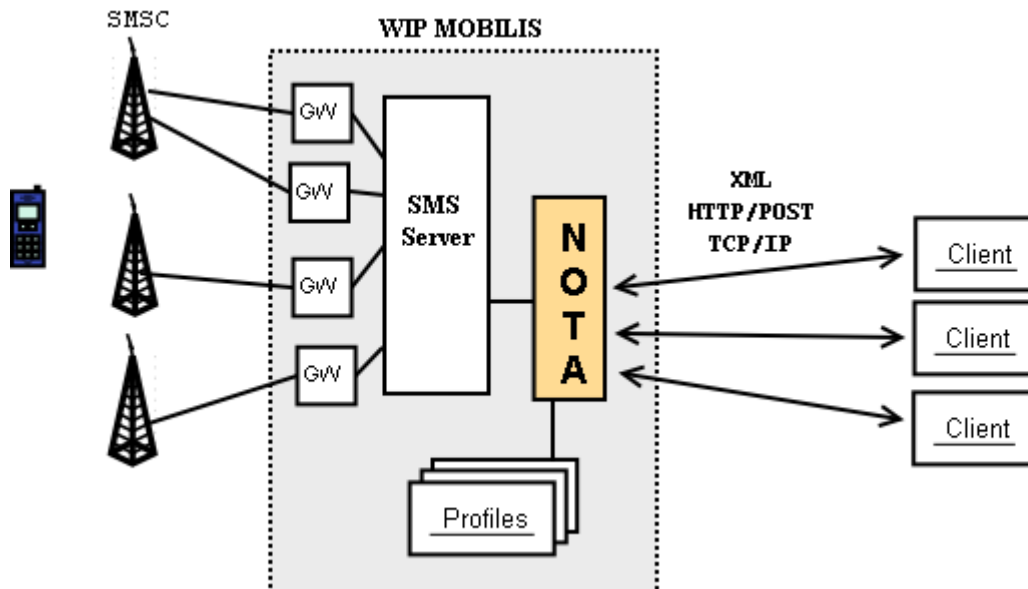 SMSC
WIP MOBILIS
GW
GW
GW
GW
SMS
Server
N
O
T
A
Profiles
XML
HTTP/POST
TCP/IP
Client
Client
Client